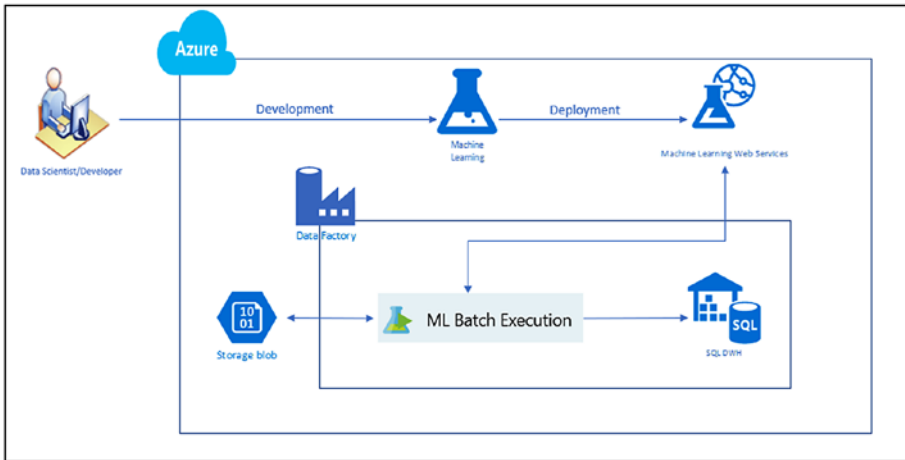 Azure
Development
Deployment
Data Scientist/Developer
Machine
Learning
Machine Learning Web Services
Data Factory
10
01
Storage blob
ML Batch Execution
SQL
SQL DWH